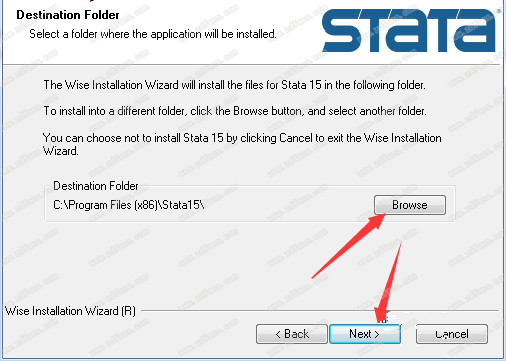 Destination Folder
Select a folder where the application will be installed.
STATA
The Wise Installation Wizard will install the files for Stata 15 in the following folder.
To install into a different folder, click the Browse button, and select another folder.
You can choose not to install Stata 15 by clicking Cancel to exit the Wise Installation
Wizard.
Destination Folder
C:\Program Files (x86)\Stata15\
Browse
Wise Installation Wizard (R)
< Back
Next >
Cancel